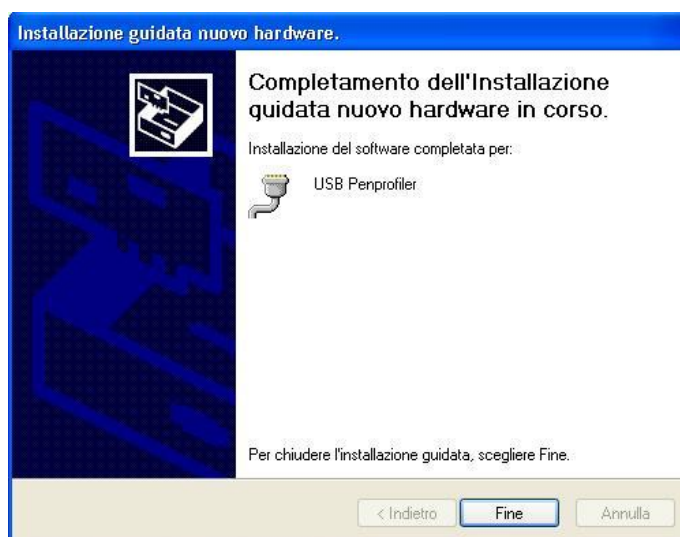 Installazione guidata nuovo hardware.
Completamento dell'Installazione
guidata nuovo hardware in corso.
Installazione del software completata per:
USB Penprofiler
Per chiudere l'installazione guidata, scegliere Fine.
< Indietro Fine Annulla